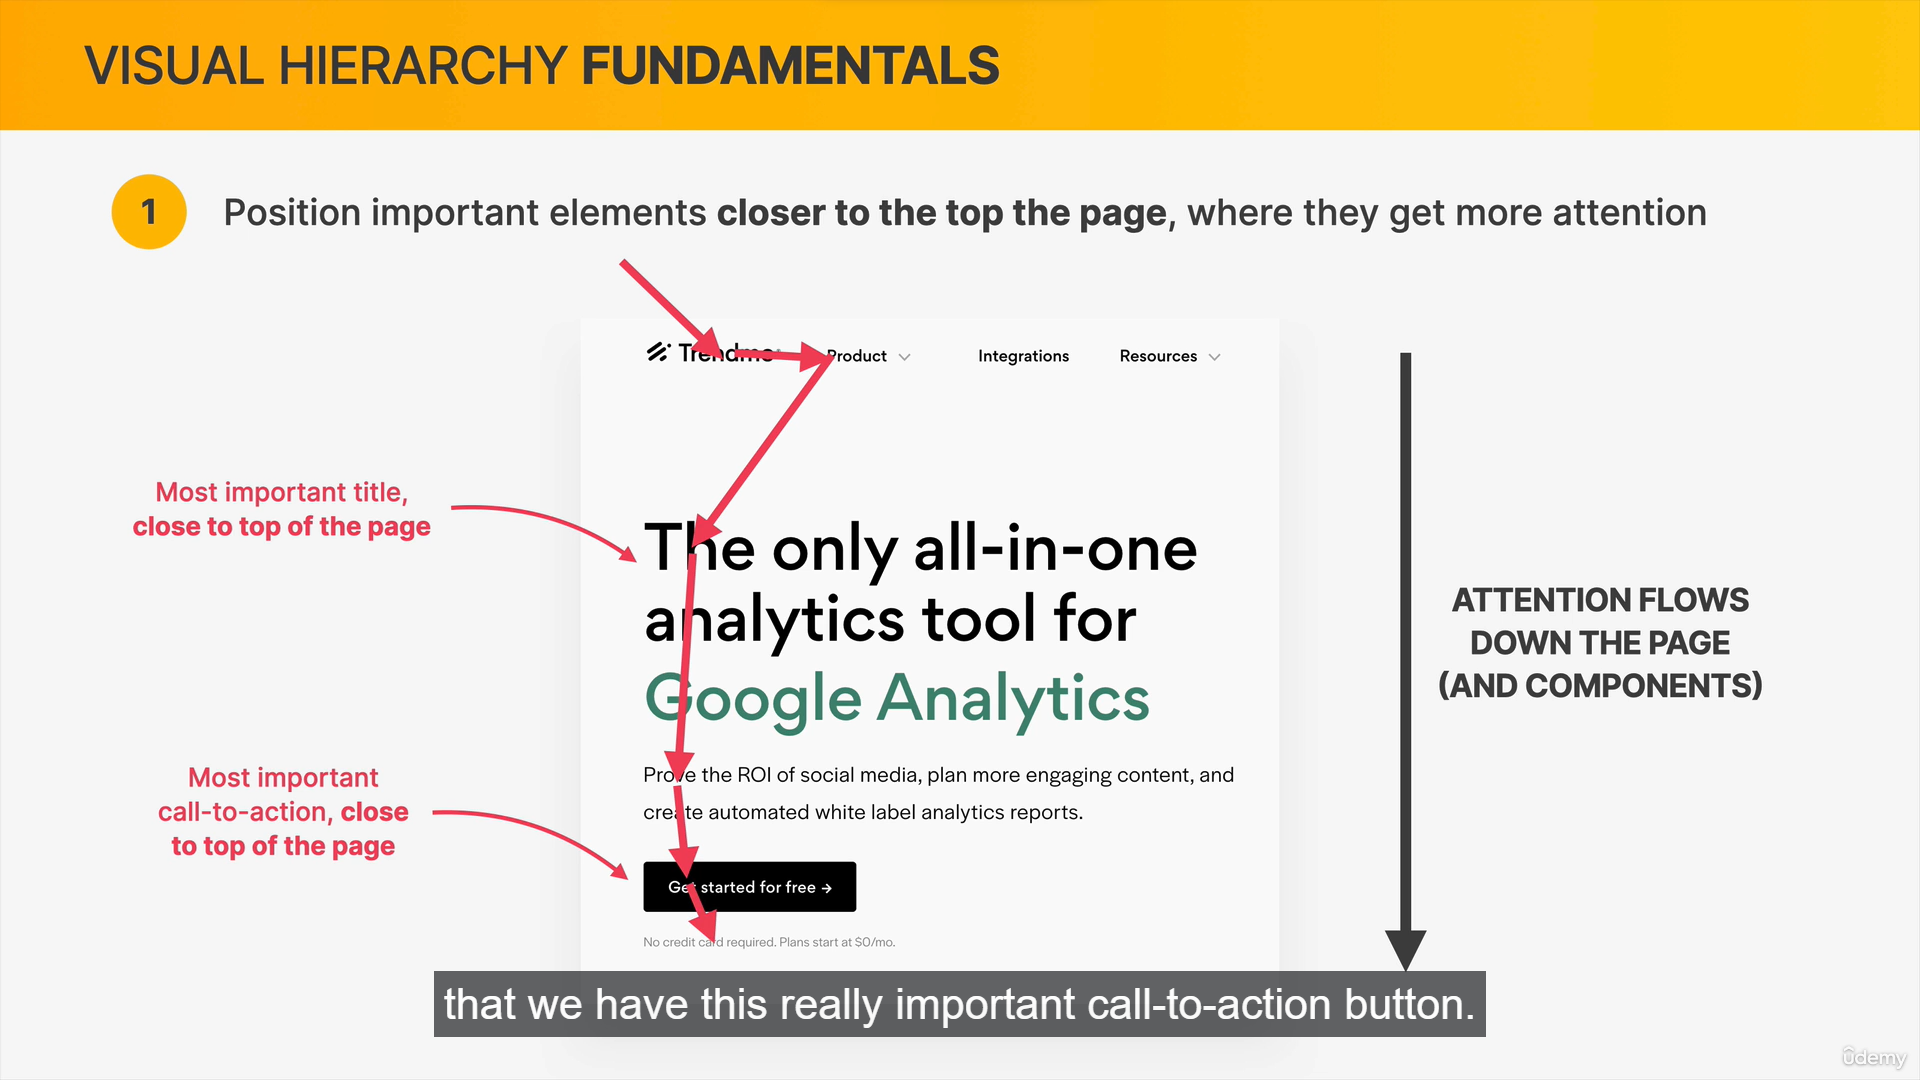 VISUAL HIERARCHY FUNDAMENTALS
1
Position important elements closer to the top the page, where they get more attention
Product
Integrations
Resources
Most important title,
close to top of the page
The only all-in-one
analytics tool for
Google Analytics
ATTENTION FLOWS
DOWN THE PAGE
(AND COMPONENTS)
Prove the ROI of social media, plan more engaging content, and
create automated white label analytics reports.
Most important
call-to-action, close
to top of the page
Get started for free →
No credit card required. Plans start at $0/mo.
that we have this really important call-to-action button.
ûdemy